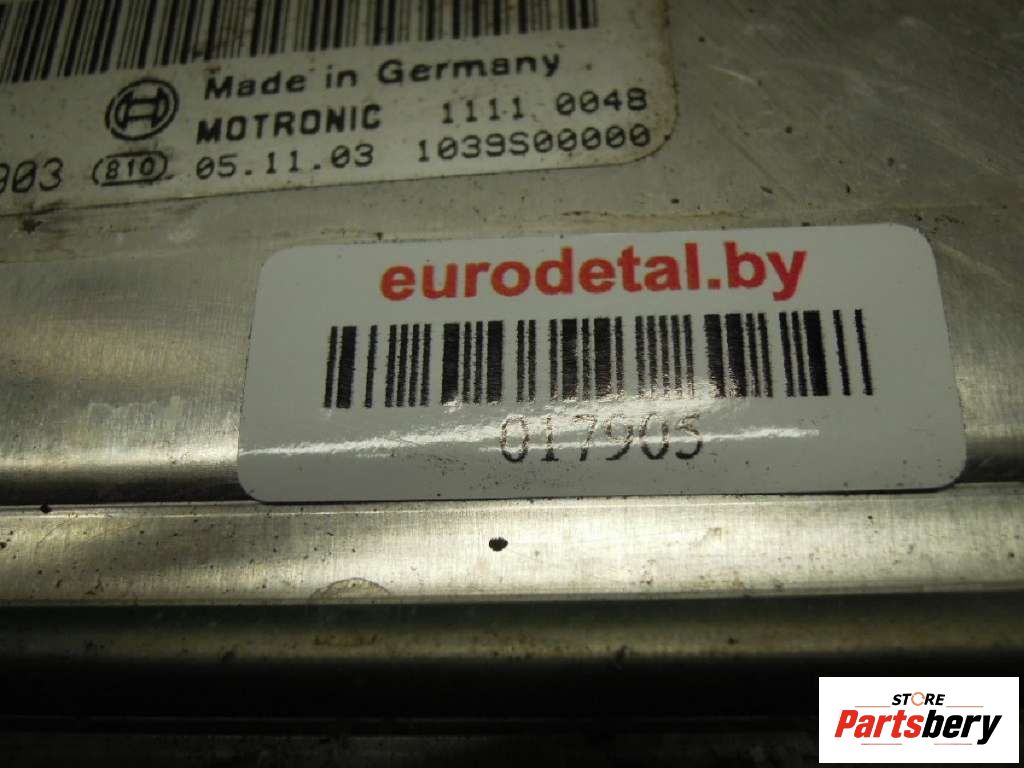 Made in Germany
MOTRONIC 1111 0048
903 810 05.11.03 1039S00000
eurodetal.by
017905
STORE
Partsbery